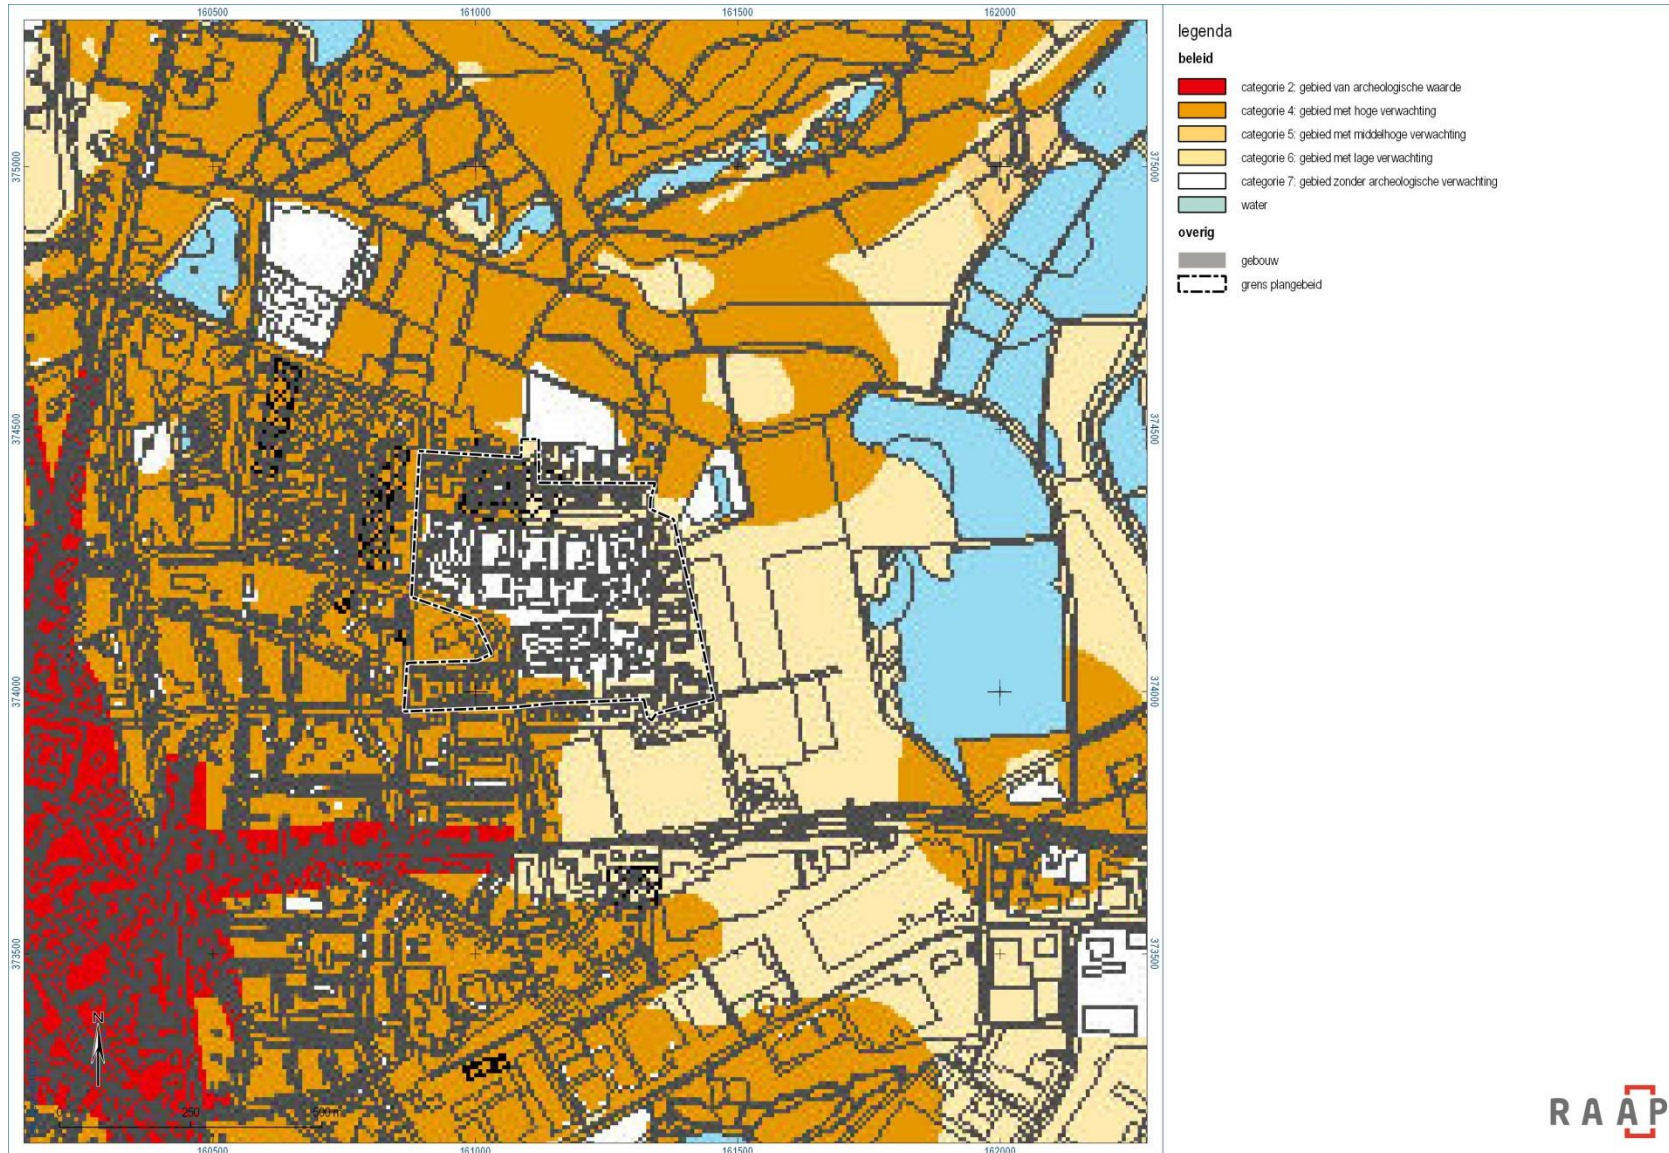 160500 161000 161500 162000
legenda
beleid
categorie 2: gebied van archeologische waarde
categorie 4: gebied met hoge verwachting
categorie 5: gebied met middelhoge verwachting
categorie 6: gebied met lage verwachting
categorie 7: gebied zonder archeologische verwachting
water
overig
gebouw
grens plangebeid
375000 375000
374500 374500
374000 374000
373500 373500
N
0 250 500 m
160500 161000 161500 162000
RAAP